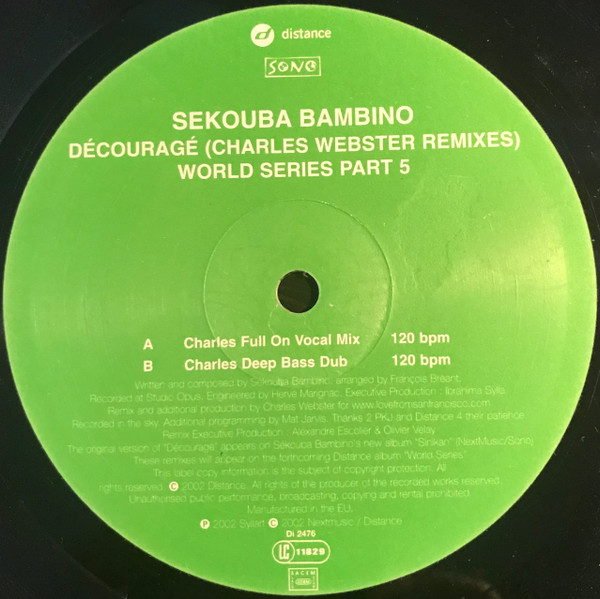 distance
SONO
SEKOUBA BAMBINO
DÉCOURAGÉ (CHARLES WEBSTER REMIXES)
WORLD SERIES PART 5
A Charles Full On Vocal Mix 120 bpm
B Charles Deep Bass Dub 120 bpm
Written and composed by Sékouba Bambino, arranged by François Bréant,
Recorded at Studio Opus. Engineered by Hervé Marignac. Executive Production : Ibrahima Sylla.
Remix and additional production by Charles Webster for www.lovefromsanfrancisco.com.
Recorded in the sky. Additional programming by Mat Jarvis. Thanks 2 PKJ and Distance 4 their patience.
Remix Executive Production : Alexandre Escolier & Olivier Velay
The original version of "Découragé" appears on Sékouba Bambino's new album "Sinikan" (NextMusic/Sono)
These remixes will appear on the forthcoming Distance album "World Series"
This label copy information is the subject of copyright protection. All
rights reserved. © 2002 Distance. All rights of the producer of the recorded works reserved.
Unauthorised public performance, broadcasting, copying and rental prohibited.
Manufactured in the EU.
℗ 2002 Syllart © 2002 Nextmusic / Distance
Di 2476
LC 11829
SACEM